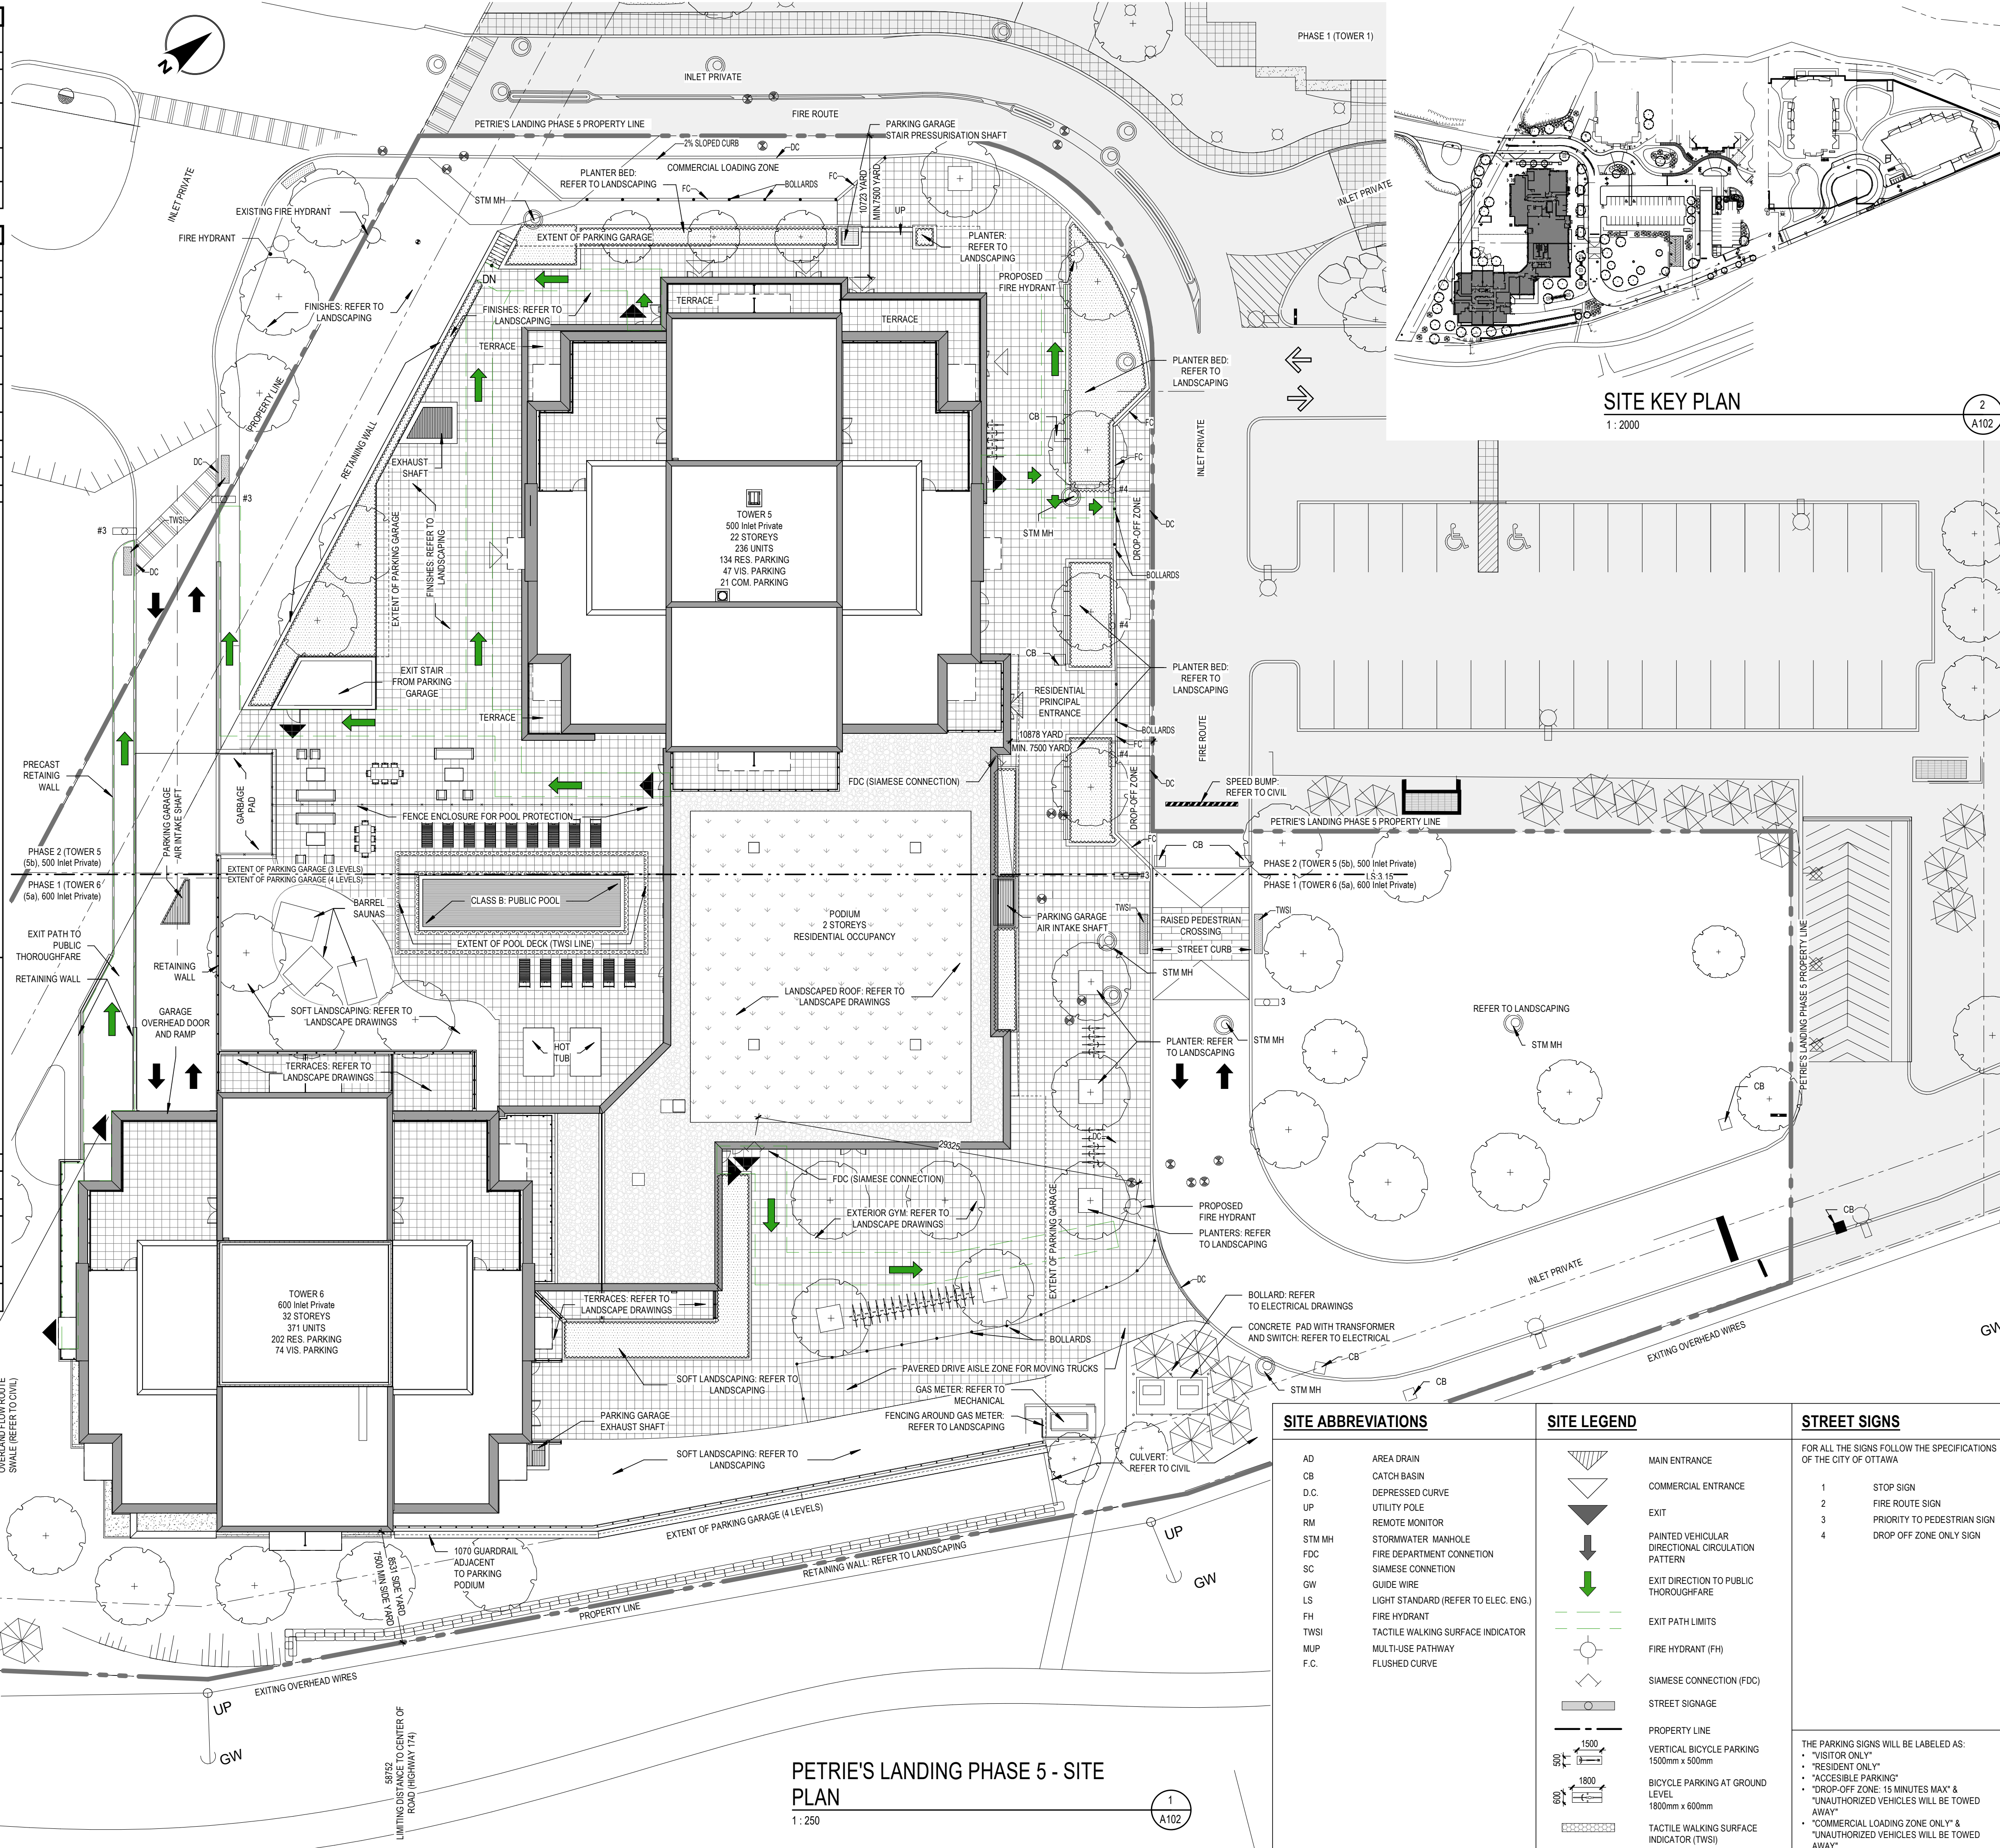 N
INLET PRIVATE
PHASE 1 (TOWER 1)
FIRE ROUTE
PETRIE'S LANDING PHASE 5 PROPERTY LINE
PARKING GARAGE
STAIR PRESSURISATION SHAFT
2% SLOPED CURB
DC
COMMERCIAL LOADING ZONE
INLET PRIVATE
PLANTER BED:
REFER TO LANDSCAPING
FC
BOLLARDS
FC
10723 YARD
MIN.7500 YARD
INLET PRIVATE
STM MH
UP
EXISTING FIRE HYDRANT
FIRE HYDRANT
EXTENT OF PARKING GARAGE
PLANTER:
REFER TO
LANDSCAPING
DN
PROPOSED
FIRE HYDRANT
FINISHES: REFER TO
LANDSCAPING
FINISHES: REFER TO
LANDSCAPING
TERRACE
TERRACE
TERRACE
PLANTER BED:
REFER TO
LANDSCAPING
SITE KEY PLAN
1 : 2000
2
A102
PROPERTY LINE
RETAINING WALL
CB
FC
FC
INLET PRIVATE
DC
EXHAUST
SHAFT
#3
#4
TWSI
#3
TOWER 5
500 Inlet Private
22 STOREYS
236 UNITS
134 RES. PARKING
47 VIS. PARKING
21 COM. PARKING
EXTENT OF PARKING GARAGE
FINISHES: REFER TO
LANDSCAPING
STM MH
DROP-OFF ZONE
DC
BOLLARDS
DC
#4
CB
EXIT STAIR
FROM PARKING
GARAGE
PLANTER BED:
REFER TO
LANDSCAPING
RESIDENTIAL
PRINCIPAL
ENTRANCE
TERRACE
BOLLARDS
10878 YARD
MIN. 7500 YARD
FC
#4
FIRE ROUTE
PRECAST
RETAINIG
WALL
GARBAGE
PAD
PARKING GARAGE
AIR INTAKE SHAFT
FDC (SIAMESE CONNECTION)
DC
DROP-OFF ZONE
SPEED BUMP:
REFER TO CIVIL
FENCE ENCLOSURE FOR POOL PROTECTION
PETRIE'S LANDING PHASE 5 PROPERTY LINE
FC
CB
PHASE 2 (TOWER 5
(5b), 500 Inlet Private)
PHASE 1 (TOWER 6
(5a), 600 Inlet Private)
EXTENT OF PARKING GARAGE (3 LEVELS)
EXTENT OF PARKING GARAGE (4 LEVELS)
PHASE 2 (TOWER 5 (5b), 500 Inlet Private)
LS:3.15
PHASE 1 (TOWER 6 (5a), 600 Inlet Private)
#3
BARREL
SAUNAS
CLASS B: PUBLIC POOL
EXTENT OF POOL DECK (TWSI LINE)
PODIUM
2 STOREYS
RESIDENTIAL OCCUPANCY
PARKING GARAGE
AIR INTAKE SHAFT
TWSI
TWSI
RAISED PEDESTRIAN
CROSSING
STREET CURB
EXIT PATH TO
PUBLIC
THOROUGHFARE
RETAINING
WALL
RETAINING WALL
STM MH
LANDSCAPED ROOF: REFER TO
LANDSCAPE DRAWINGS
GARAGE
OVERHEAD DOOR
AND RAMP
SOFT LANDSCAPING: REFER TO
LANDSCAPE DRAWINGS
3
REFER TO LANDSCAPING
STM MH
PETRIE'S LANDING PHASE 5 PROPERTY LINE
HOT
TUB
PLANTER: REFER
TO LANDSCAPING
STM MH
TERRACES: REFER TO
LANDSCAPE DRAWINGS
CB
DC
29325
FDC (SIAMESE CONNECTION)
EXTERIOR GYM: REFER TO
LANDSCAPE DRAWINGS
PROPOSED
FIRE HYDRANT
PLANTERS: REFER
TO LANDSCAPING
CB
EXTENT OF PARKING GARAGE
DC
INLET PRIVATE
TOWER 6
600 Inlet Private
32 STOREYS
371 UNITS
202 RES. PARKING
74 VIS. PARKING
TERRACES: REFER TO
LANDSCAPE DRAWINGS
BOLLARD: REFER
TO ELECTRICAL DRAWINGS
CONCRETE PAD WITH TRANSFORMER
AND SWITCH: REFER TO ELECTRICAL
BOLLARDS
EXITING OVERHEAD WIRES
GW
PAVERED DRIVE AISLE ZONE FOR MOVING TRUCKS
CB
CB
STM MH
SOFT LANDSCAPING: REFER TO
LANDSCAPING
GAS METER: REFER TO
MECHANICAL
FENCING AROUND GAS METER:
REFER TO LANDSCAPING
OVERLAND FLOW ROUTE
SWALE (REFER TO CIVIL)
PARKING GARAGE
EXHAUST SHAFT
SOFT LANDSCAPING: REFER TO
LANDSCAPING
CULVERT:
REFER TO CIVIL
EXTENT OF PARKING GARAGE (4 LEVELS)
UP
GW
1070 GUARDRAIL
ADJACENT
TO PARKING
PODIUM
RETAINING WALL: REFER TO LANDSCAPING
8631 SIDE YARD
7500 MIN SIDE YARD
PROPERTY LINE
EXITING OVERHEAD WIRES
UP
GW
58752
LIMITING DISTANCE TO CENTER OF
ROAD (HIGHWAY 174)
PETRIE'S LANDING PHASE 5 - SITE
PLAN
1 : 250
1
A102
SITE ABBREVIATIONS
AD AREA DRAIN
CB CATCH BASIN
D.C. DEPRESSED CURVE
UP UTILITY POLE
RM REMOTE MONITOR
STM MH STORMWATER MANHOLE
FDC FIRE DEPARTMENT CONNETION
SC SIAMESE CONNETION
GW GUIDE WIRE
LS LIGHT STANDARD (REFER TO ELEC. ENG.)
FH FIRE HYDRANT
TWSI TACTILE WALKING SURFACE INDICATOR
MUP MULTI-USE PATHWAY
F.C. FLUSHED CURVE
SITE LEGEND
MAIN ENTRANCE
COMMERCIAL ENTRANCE
EXIT
PAINTED VEHICULAR
DIRECTIONAL CIRCULATION
PATTERN
EXIT DIRECTION TO PUBLIC
THOROUGHFARE
EXIT PATH LIMITS
FIRE HYDRANT (FH)
SIAMESE CONNECTION (FDC)
STREET SIGNAGE
PROPERTY LINE
1500
500
VERTICAL BICYCLE PARKING
1500mm x 500mm
1800
600
BICYCLE PARKING AT GROUND
LEVEL
1800mm x 600mm
TACTILE WALKING SURFACE
INDICATOR (TWSI)
STREET SIGNS
FOR ALL THE SIGNS FOLLOW THE SPECIFICATIONS
OF THE CITY OF OTTAWA
1 STOP SIGN
2 FIRE ROUTE SIGN
3 PRIORITY TO PEDESTRIAN SIGN
4 DROP OFF ZONE ONLY SIGN
THE PARKING SIGNS WILL BE LABELED AS:
• "VISITOR ONLY"
• "RESIDENT ONLY"
• "ACCESIBLE PARKING"
• "DROP-OFF ZONE: 15 MINUTES MAX" &
"UNAUTHORIZED VEHICLES WILL BE TOWED
AWAY"
• "COMMERCIAL LOADING ZONE ONLY" &
"UNAUTHORIZED VEHICLES WILL BE TOWED
AWAY"